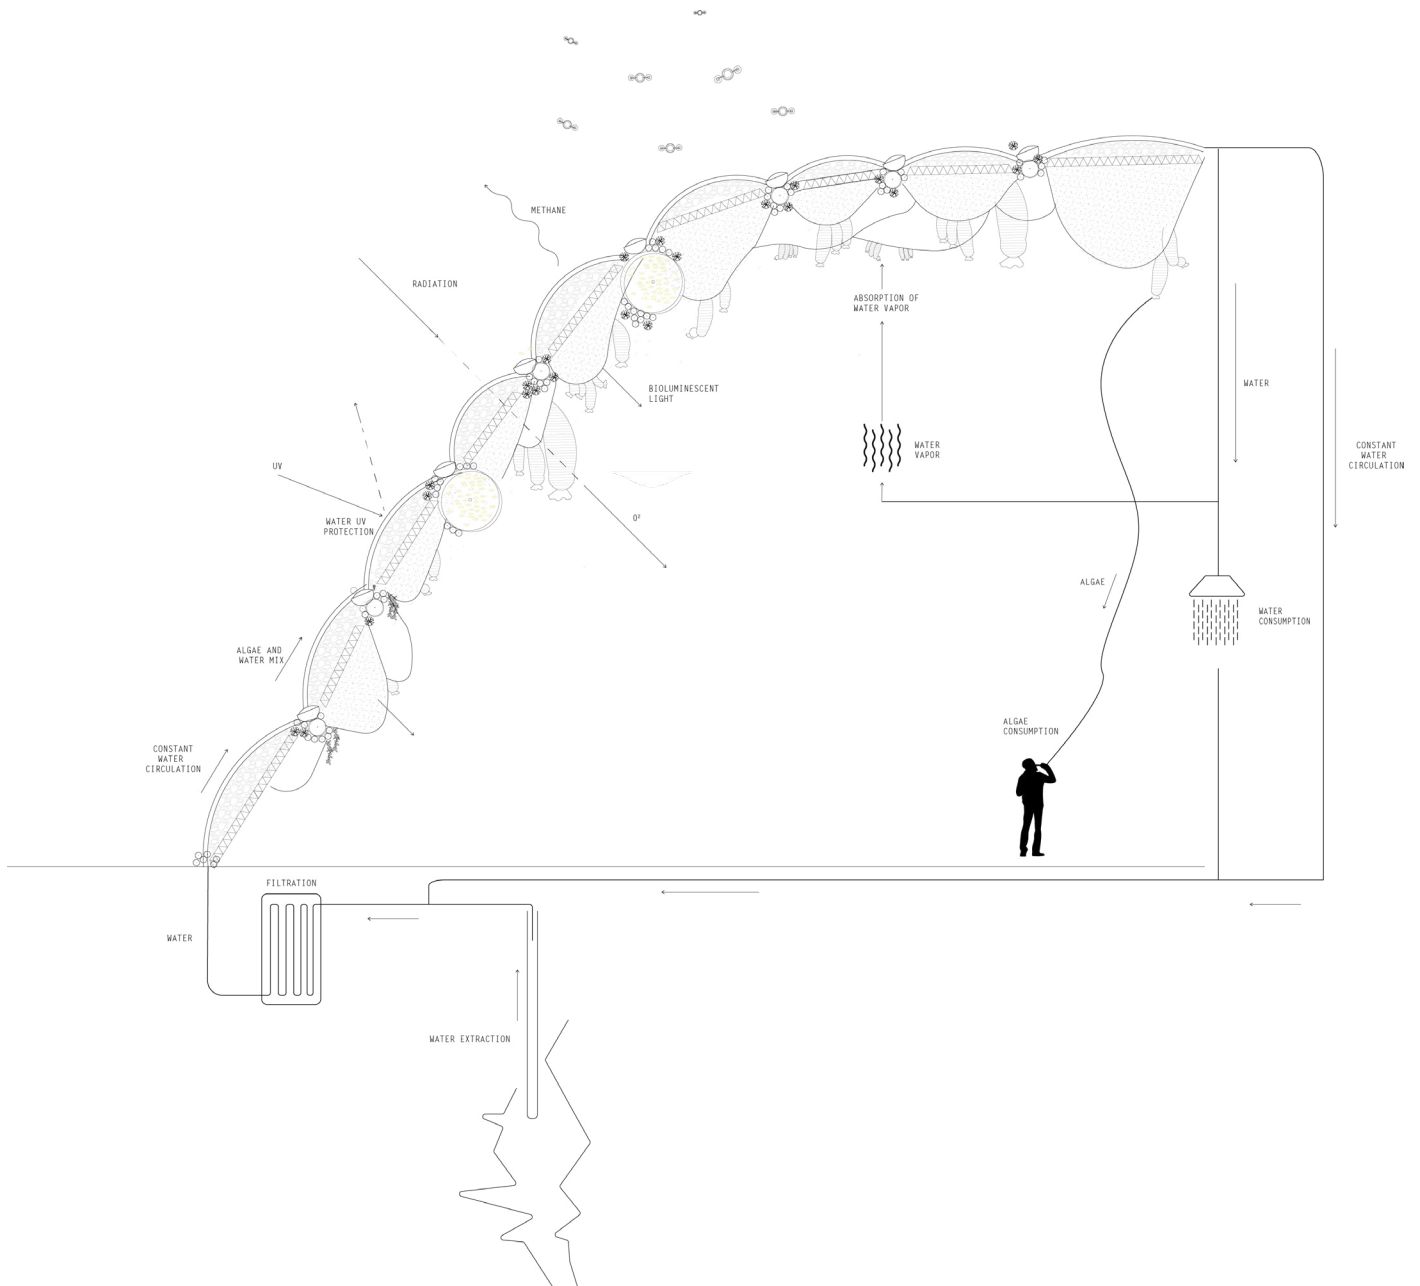 METHANE
RADIATION
ABSORPTION OF
WATER VAPOR
BIOLUMINESCENT
LIGHT
WATER
WATER
VAPOR
CONSTANT
WATER
CIRCULATION
UV
WATER UV
PROTECTION
O²
ALGAE
WATER
CONSUMPTION
ALGAE AND
WATER MIX
ALGAE
CONSUMPTION
CONSTANT
WATER
CIRCULATION
FILTRATION
WATER
WATER EXTRACTION